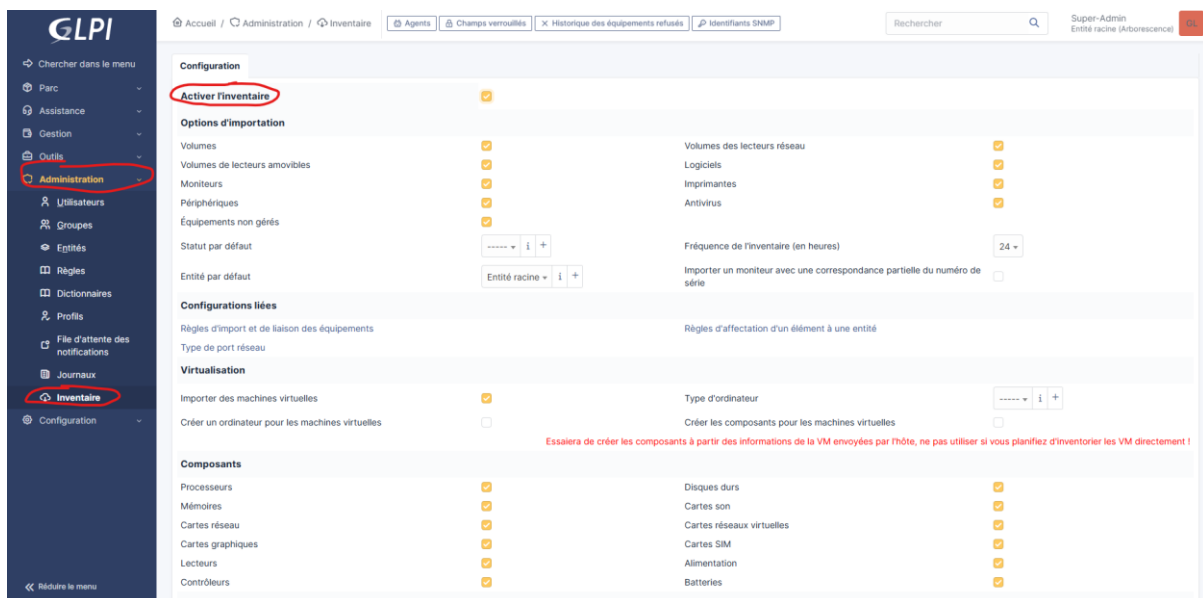 GLPI
Accueil / Administration / Inventaire
Agents
Champs verrouillés
Historique des équipements refusés
Identifiants SNMP
Rechercher
Super-Admin
Entité racine (Arborescence)
GL
Chercher dans le menu
Parc
Assistance
Gestion
Outils
Administration
Utilisateurs
Groupes
Entités
Règles
Dictionnaires
Profils
File d'attente des
notifications
Journaux
Inventaire
Configuration
Réduire le menu
Configuration
Activer l'inventaire
Options d'importation
Volumes
Volumes des lecteurs réseau
Volumes de lecteurs amovibles
Logiciels
Moniteurs
Imprimantes
Périphériques
Antivirus
Équipements non gérés
Statut par défaut
----- i +
Fréquence de l'inventaire (en heures)
24
Entité par défaut
Entité racine i +
Importer un moniteur avec une correspondance partielle du numéro de
série
Configurations liées
Règles d'import et de liaison des équipements
Règles d'affectation d'un élément à une entité
Type de port réseau
Virtualisation
Importer des machines virtuelles
Type d'ordinateur
----- i +
Créer un ordinateur pour les machines virtuelles
Créer les composants pour les machines virtuelles
Essaiera de créer les composants à partir des informations de la VM envoyées par l'hôte, ne pas utiliser si vous planifiez d'inventorier les VM directement !
Composants
Processeurs
Disques durs
Mémoires
Cartes son
Cartes réseau
Cartes réseaux virtuelles
Cartes graphiques
Cartes SIM
Lecteurs
Alimentation
Contrôleurs
Batteries